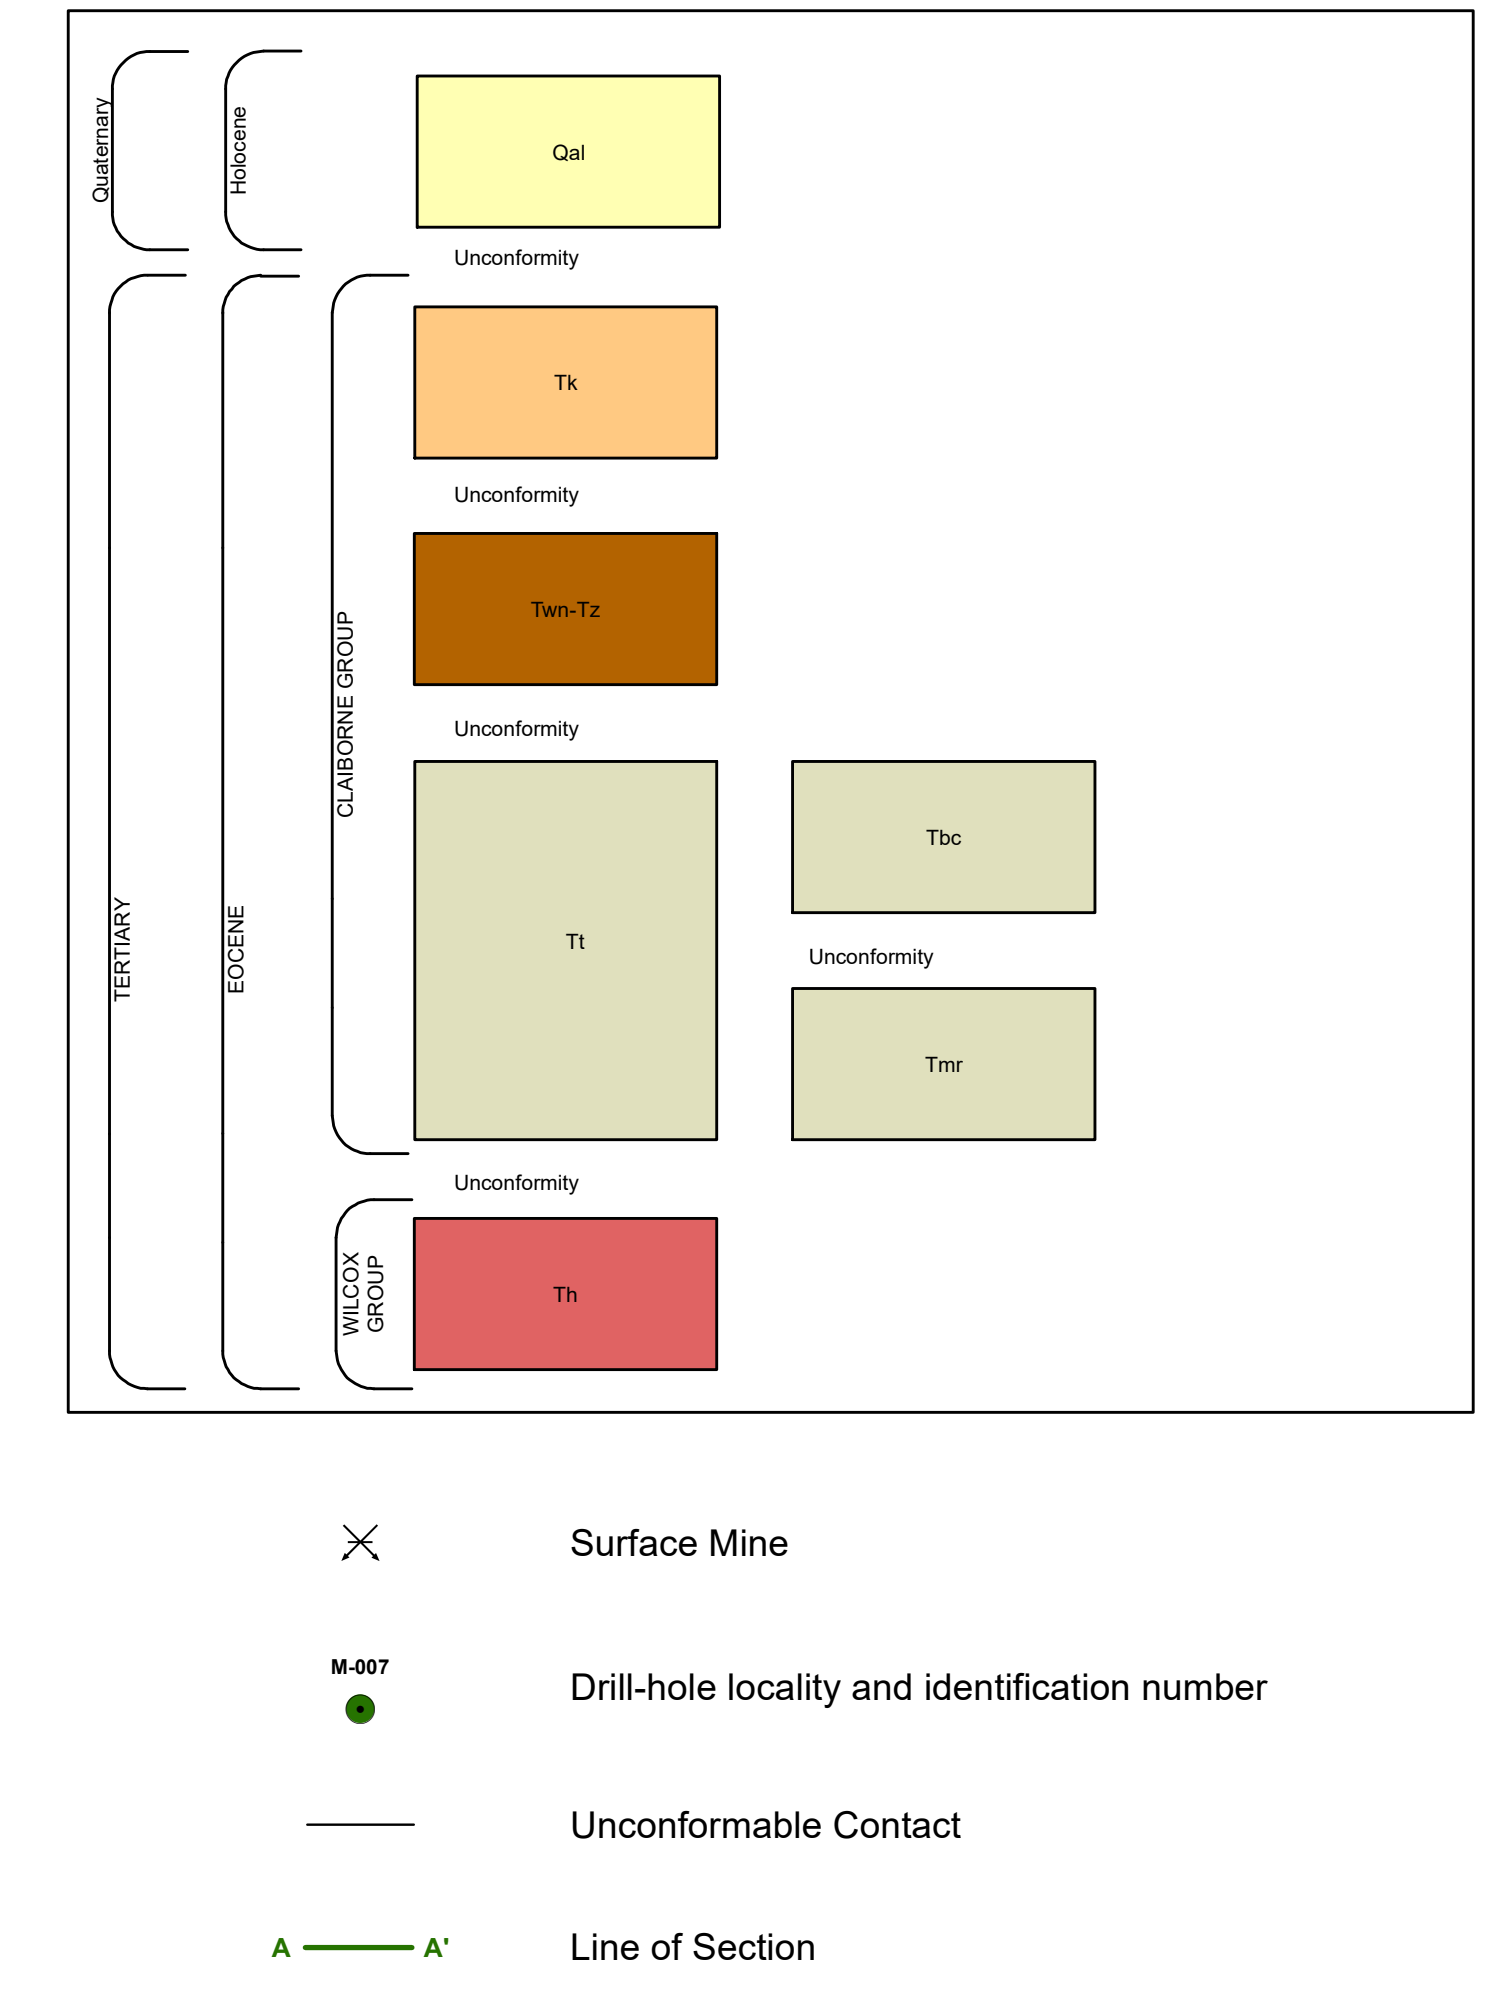 Quaternary
Holocene
Qal
Unconformity
TERTIARY
EOCENE
CLAIBORNE GROUP
Tk
Unconformity
Twn-Tz
Unconformity
Tt
Tbc
Unconformity
Tmr
Unconformity
WILCOX
GROUP
Th
Surface Mine
M-007
Drill-hole locality and identification number
Unconformable Contact
A A' Line of Section